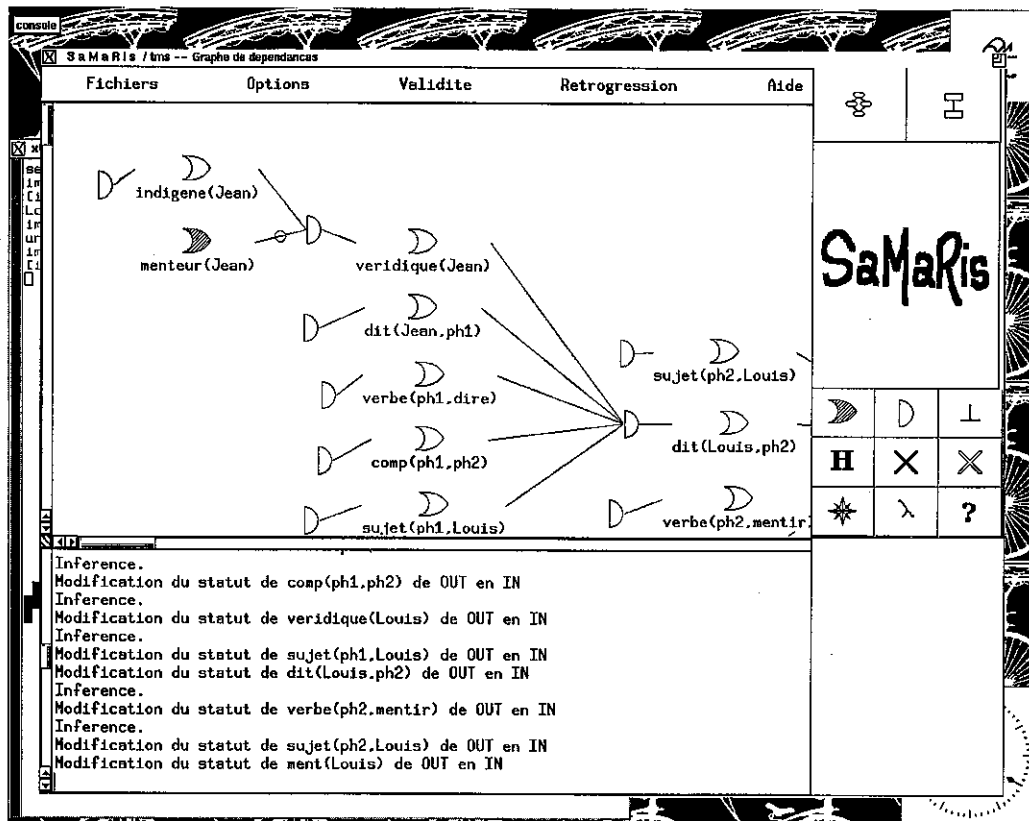 console
SaMaRis / tms -- Graphe de dependances
Fichiers Options Validite Retrogression Aide
indigene(Jean)
menteur(Jean) veridique(Jean)
dit(Jean,ph1)
sujet(ph2,Louis)
verbe(ph1,dire)
dit(Louis,ph2)
comp(ph1,ph2)
sujet(ph1,Louis) verbe(ph2,mentir)
SaMaRis
H
λ ?
Inference.
Modification du statut de comp(ph1,ph2) de OUT en IN
Inference.
Modification du statut de veridique(Louis) de OUT en IN
Inference.
Modification du statut de sujet(ph1,Louis) de OUT en IN
Modification du statut de dit(Louis,ph2) de OUT en IN
Inference.
Modification du statut de verbe(ph2,mentir) de OUT en IN
Inference.
Modification du statut de sujet(ph2,Louis) de OUT en IN
Modification du statut de ment(Louis) de OUT en IN